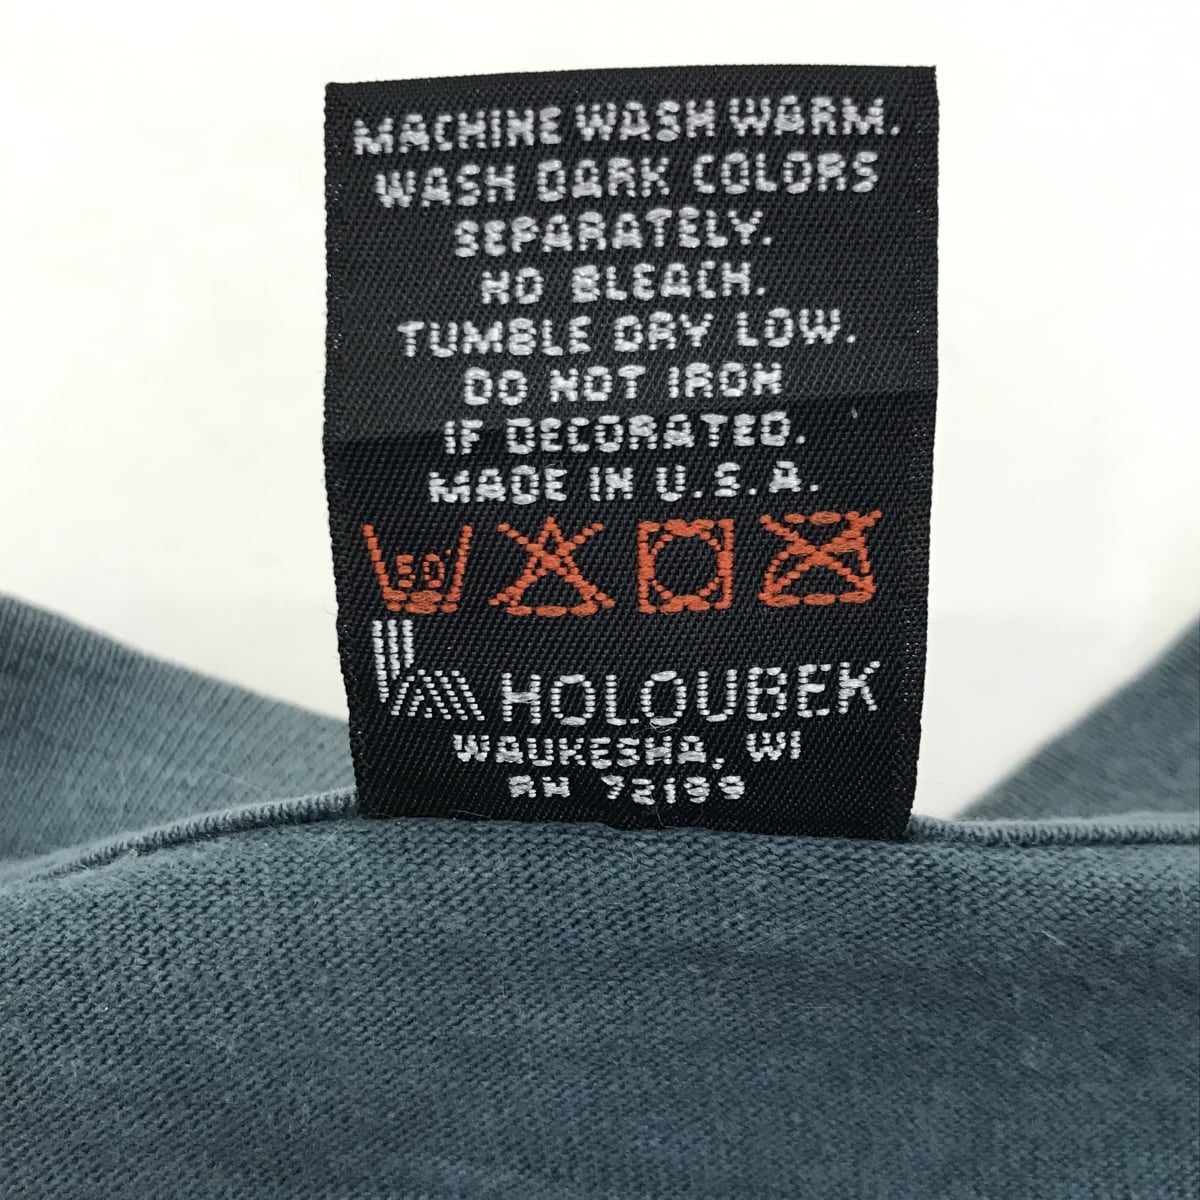 MACHINE WASH WARM.
WASH DARK COLORS
SEPARATELY.
NO BLEACH.
TUMBLE DRY LOW.
DO NOT IRON
IF DECORATED.
MADE IN U.S.A.
50
HOLOUBEK
WAUKESHA, WI
RN 72199